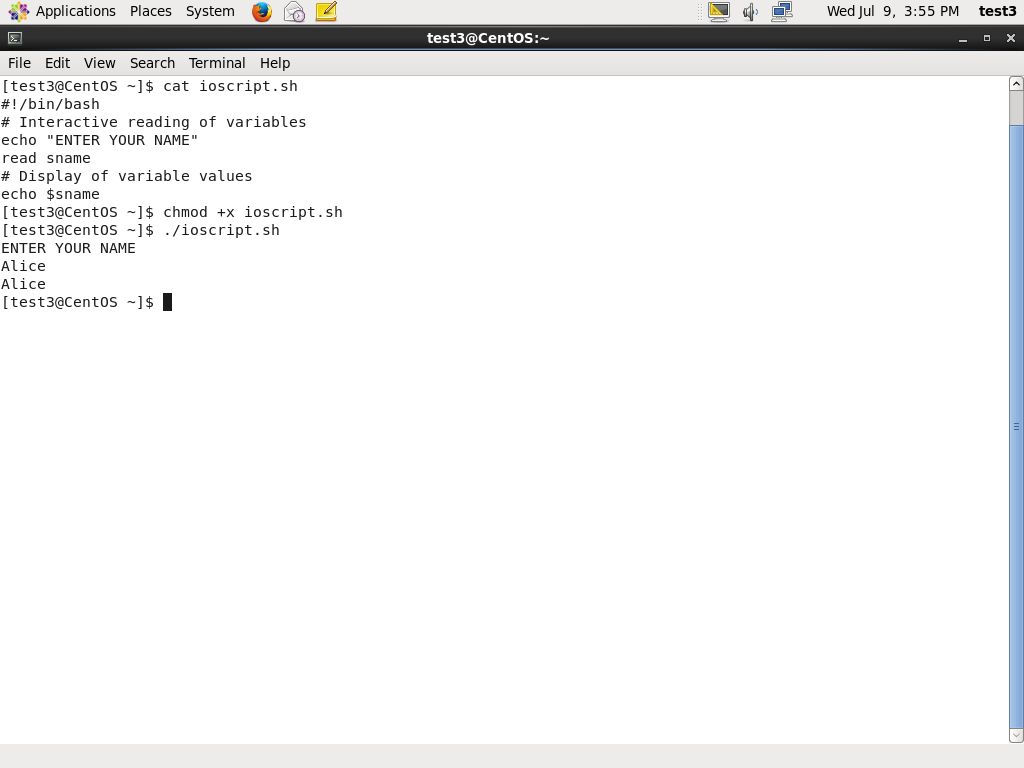 Applications Places System Wed Jul 9, 3:55 PM test3
test3@CentOS:~
File Edit View Search Terminal Help
[test3@CentOS ~]$ cat ioscript.sh
#!/bin/bash
# Interactive reading of variables
echo "ENTER YOUR NAME"
read sname
# Display of variable values
echo $sname
[test3@CentOS ~]$ chmod +x ioscript.sh
[test3@CentOS ~]$ ./ioscript.sh
ENTER YOUR NAME
Alice
Alice
[test3@CentOS ~]$